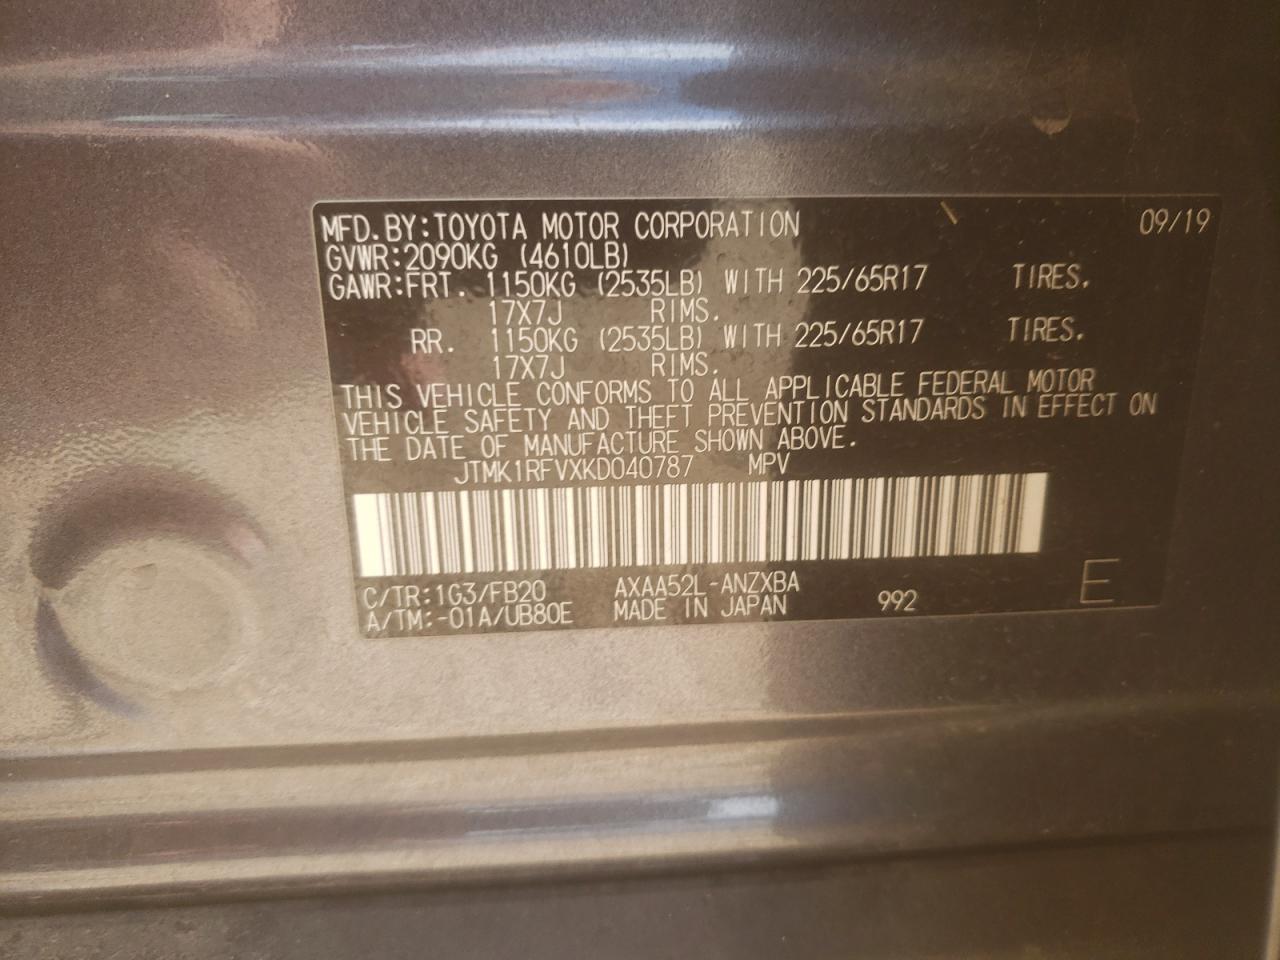 MFD.BY:TOYOTA MOTOR CORPORATION 09/19
GVWR:2090KG (4610LB)
GAWR:FRT. 1150KG (2535LB) WITH 225/65R17 TIRES.
17X7J RIMS.
RR. 1150KG (2535LB) WITH 225/65R17 TIRES.
17X7J RIMS.
THIS VEHICLE CONFORMS TO ALL APPLICABLE FEDERAL MOTOR
VEHICLE SAFETY AND THEFT PREVENTION STANDARDS IN EFFECT ON
THE DATE OF MANUFACTURE SHOWN ABOVE.
JTMK1RFVXKD040787 MPV
C/TR:1G3/FB20 AXAA52L-ANZXBA
A/TM:-01A/UB80E MADE IN JAPAN 992 E